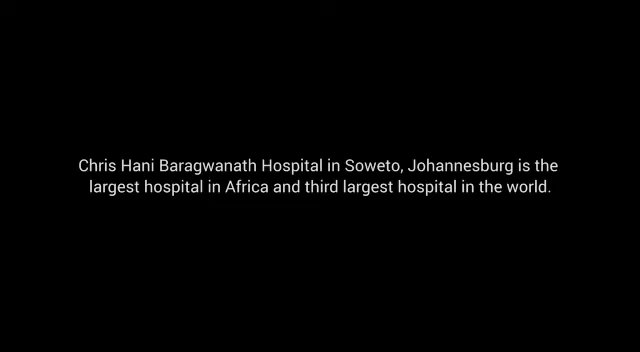 Chris Hani Baragwanath Hospital in Soweto, Johannesburg is the
largest hospital in Africa and third largest hospital in the world.